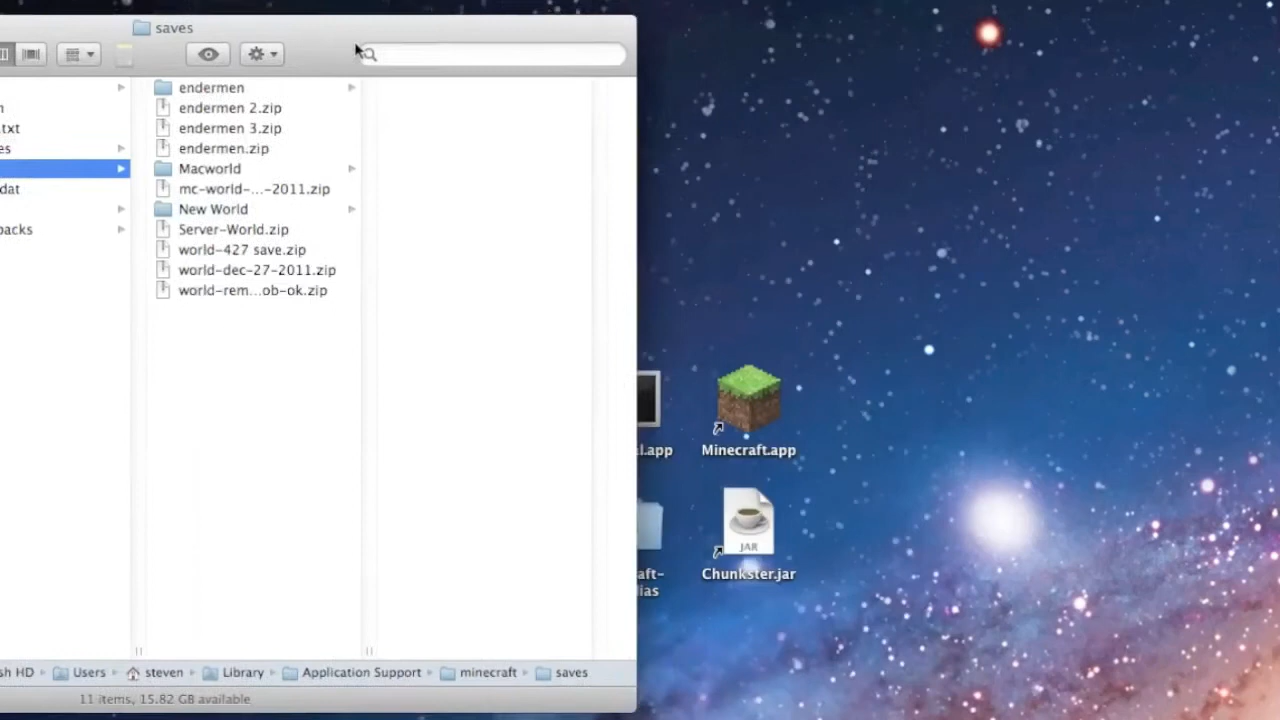 saves
endermen
endermen 2.zip
endermen 3.zip
endermen.zip
Macworld
mc-world-...-2011.zip
New World
Server-World.zip
world-427 save.zip
world-dec-27-2011.zip
world-rem...ob-ok.zip
.txt
es
dat
packs
l.app
Minecraft.app
JAR
aft-
lias
Chunkster.jar
sh HD Users steven Library Application Support minecraft saves
11 items, 15.82 GB available